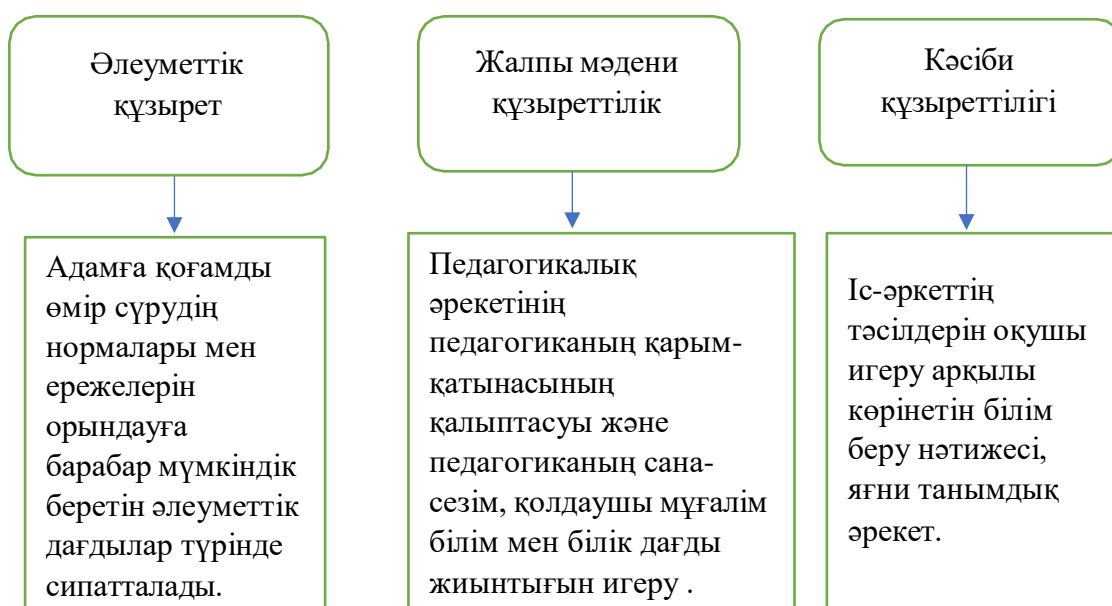 Әлеуметтік
құзырет
Жалпы мәдени
құзыреттілік
Кәсіби
құзыреттілігі
Адамға қоғамды
өмір сүрудің
нормалары мен
ережелерін
орындауға
барабар мүмкіндік
беретін әлеуметтік
дағдылар түрінде
сипатталады.
Педагогикалық
әрекетінің
педагогиканың қарым-
қатынасының
қалыптасуы және
педагогиканың сана-
сезім, қолдаушы мұғалім
білім мен білік дағды
жиынтығын игеру .
Іс-әркеттің
тәсілдерін оқушы
игеру арқылы
көрінетін білім
беру нәтижесі,
яғни танымдық
әрекет.